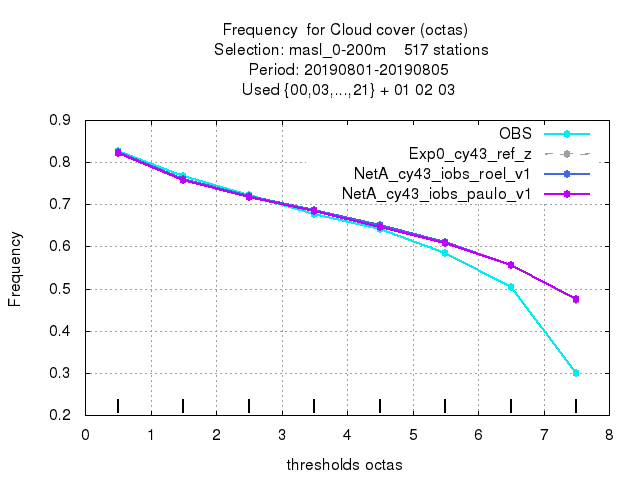 Frequency  for Cloud cover (octas)
Selection: masl_0-200m    517 stations
Period: 20190801-20190805
Used {00,03,...,21} + 01 02 03
OBS
Exp0_cy43_ref_z
NetA_cy43_iobs_roel_v1
NetA_cy43_iobs_paulo_v1
Frequency
0.9
0.8
0.7
0.6
0.5
0.4
0.3
0.2
0 1 2 3 4 5 6 7 8
thresholds octas